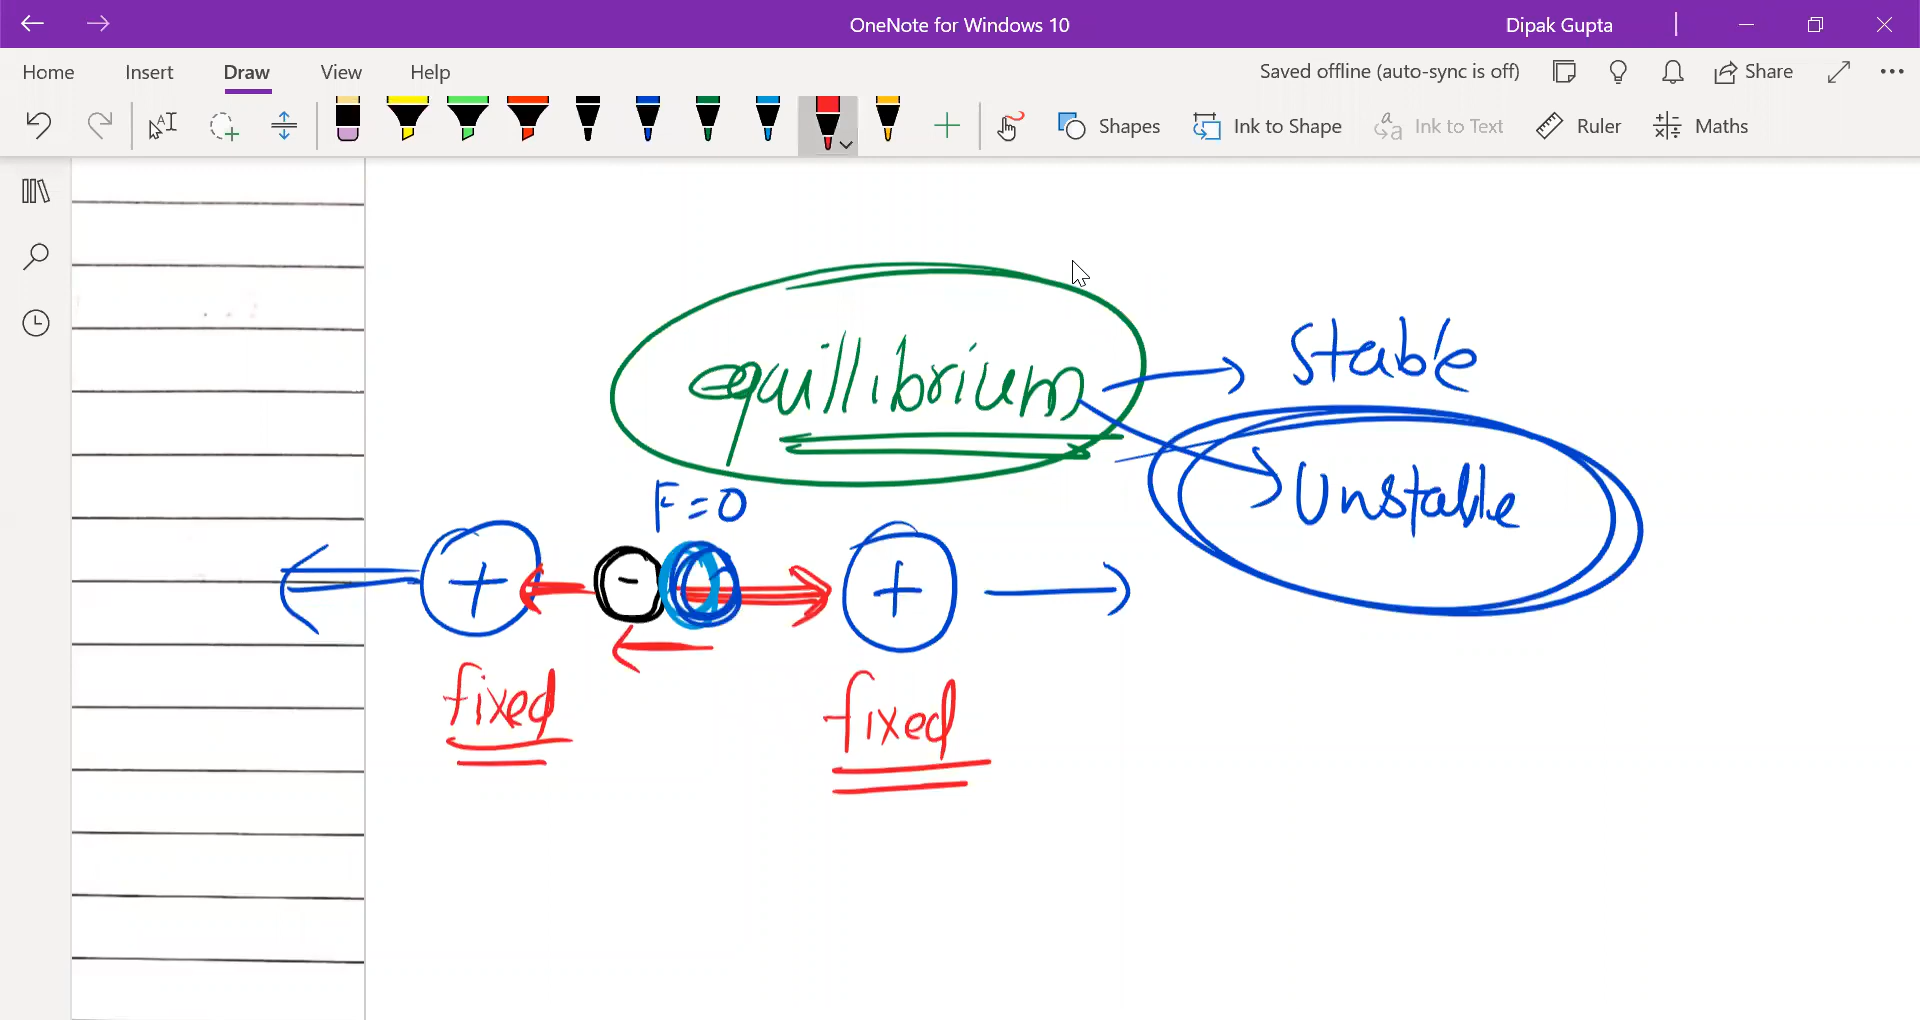 OneNote for Windows 10
Dipak Gupta
Home Insert Draw View Help
Saved offline (auto-sync is off) Share
Shapes Ink to Shape Ink to Text Ruler Maths
equillibrium
Stable
Unstable
F = 0
+ - +
fixed fixed